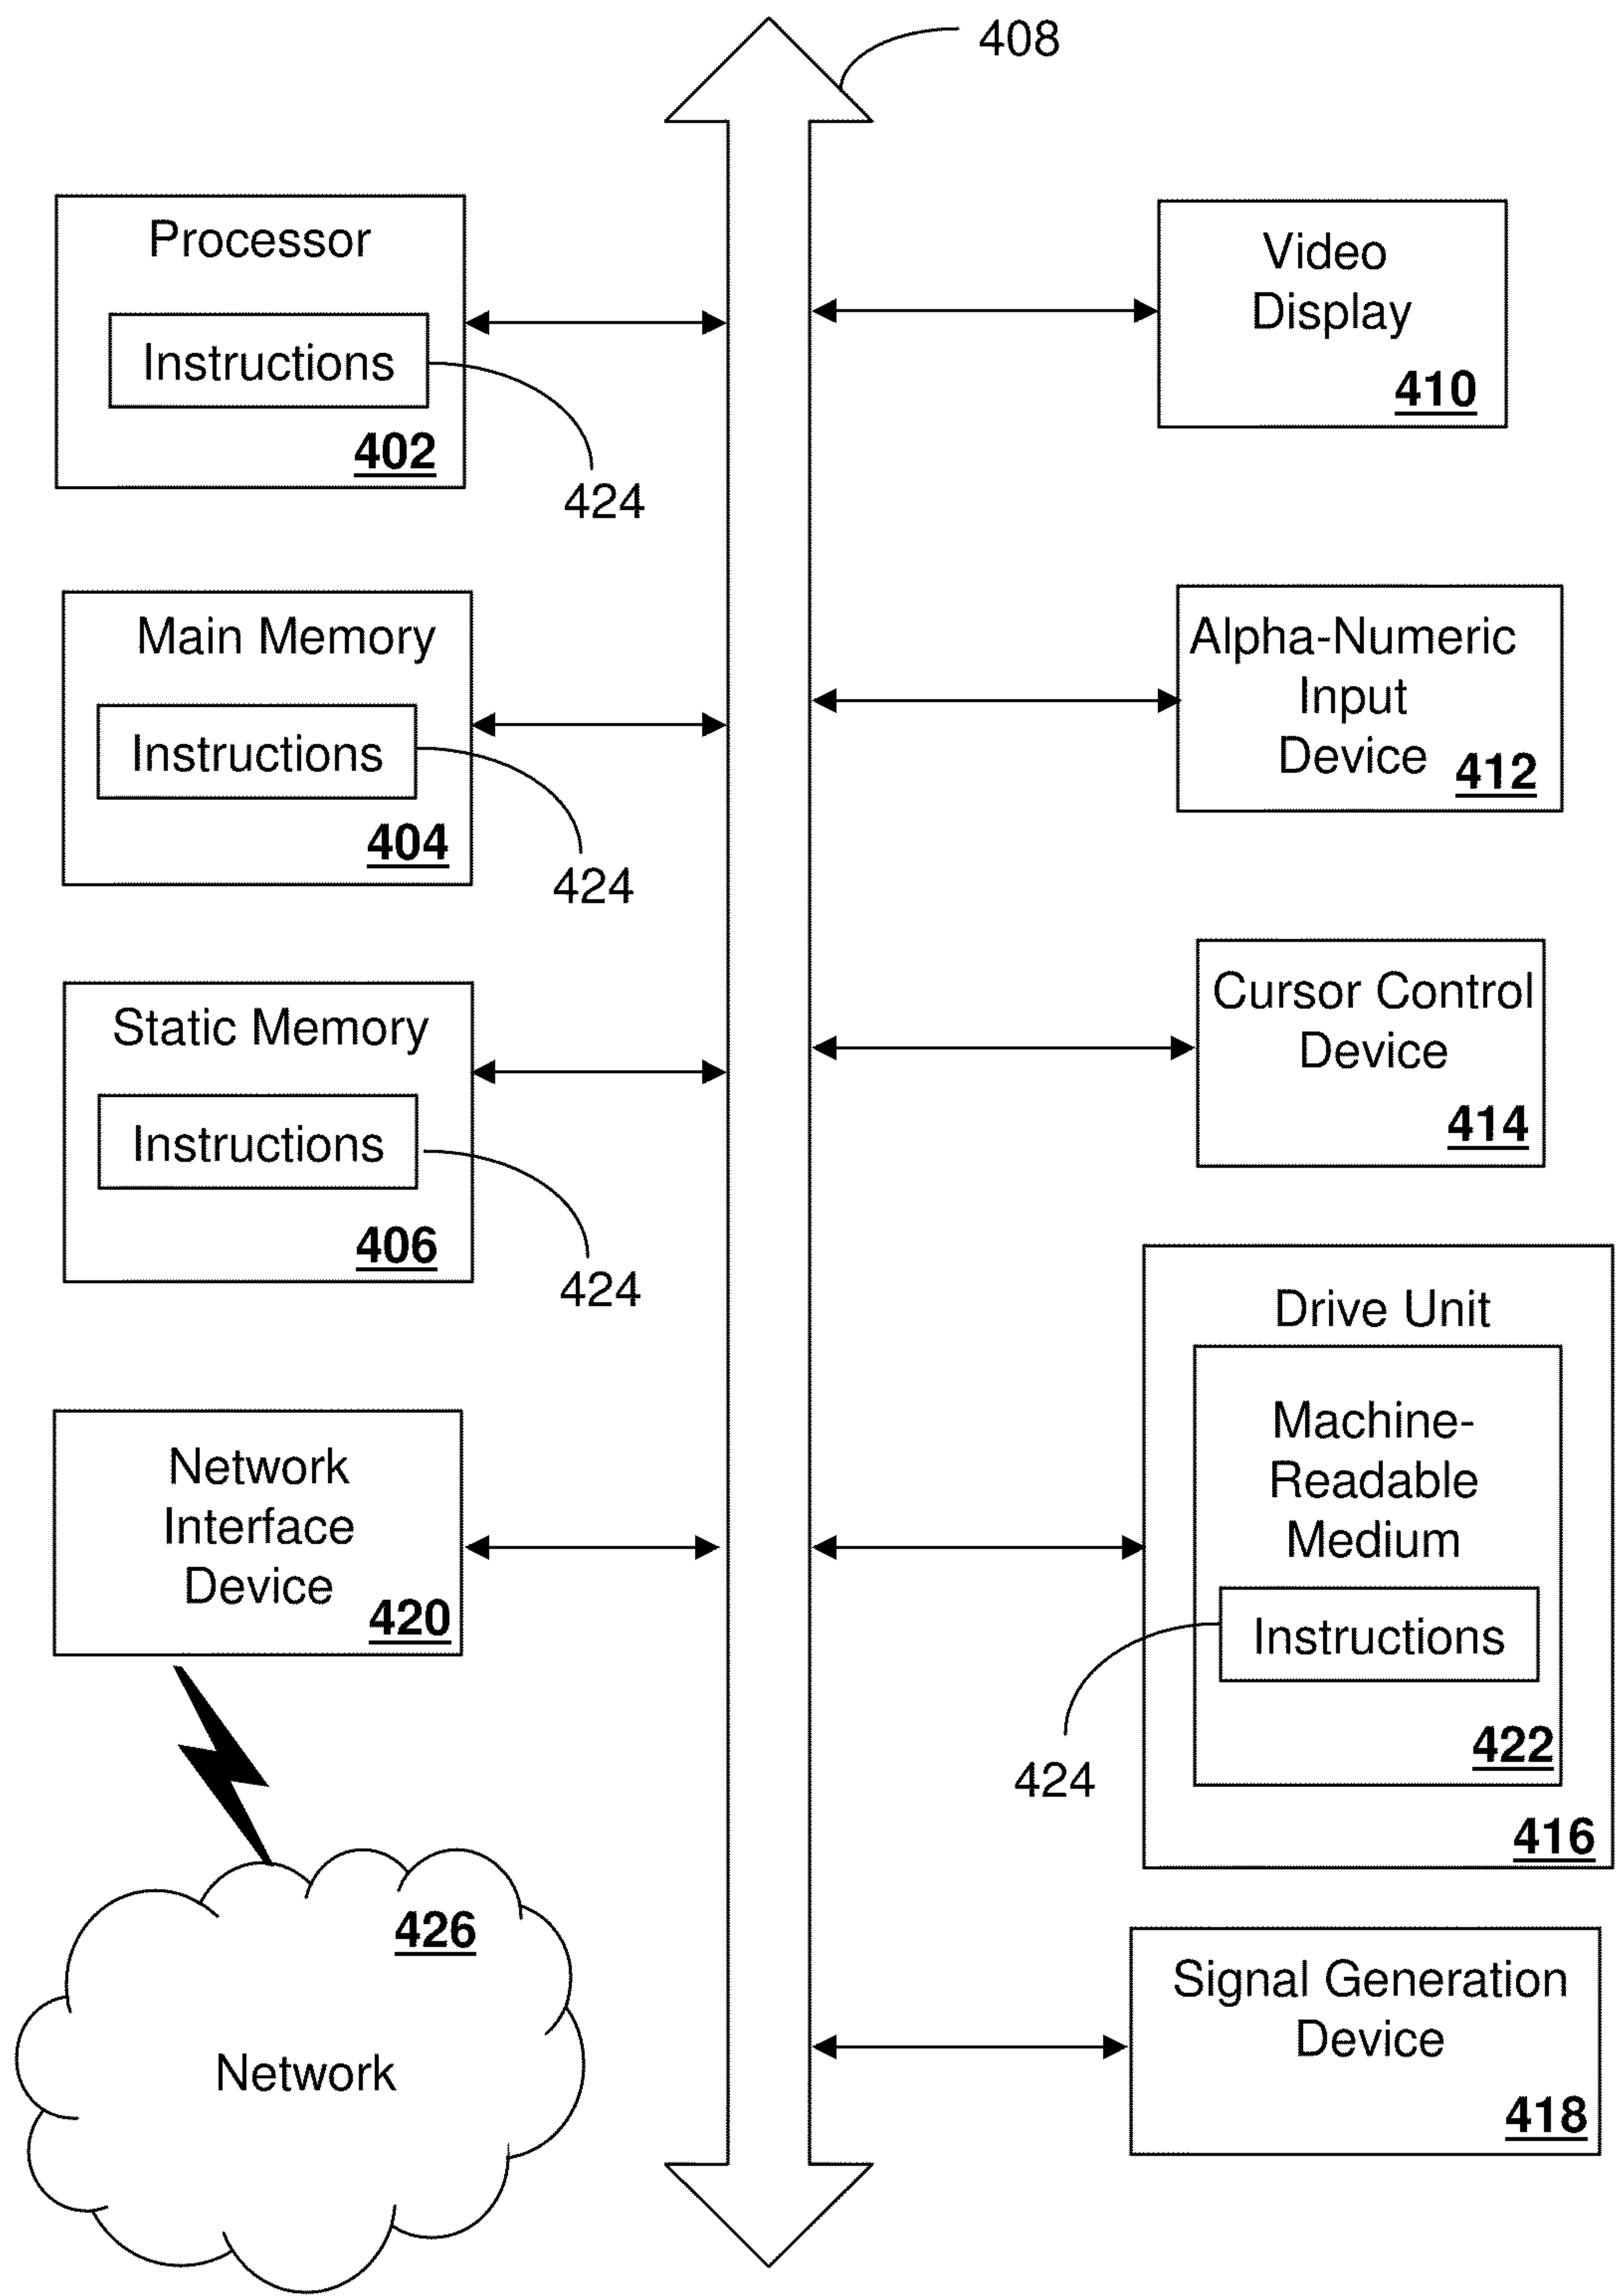 408
Processor
Instructions
402
424
Main Memory
Instructions
404
424
Static Memory
Instructions
406
424
Network
Interface
Device
420
426
Network
Video
Display
410
Alpha-Numeric
Input
Device
412
Cursor Control
Device
414
Drive Unit
Machine-
Readable
Medium
Instructions
424
422
416
Signal Generation
Device
418